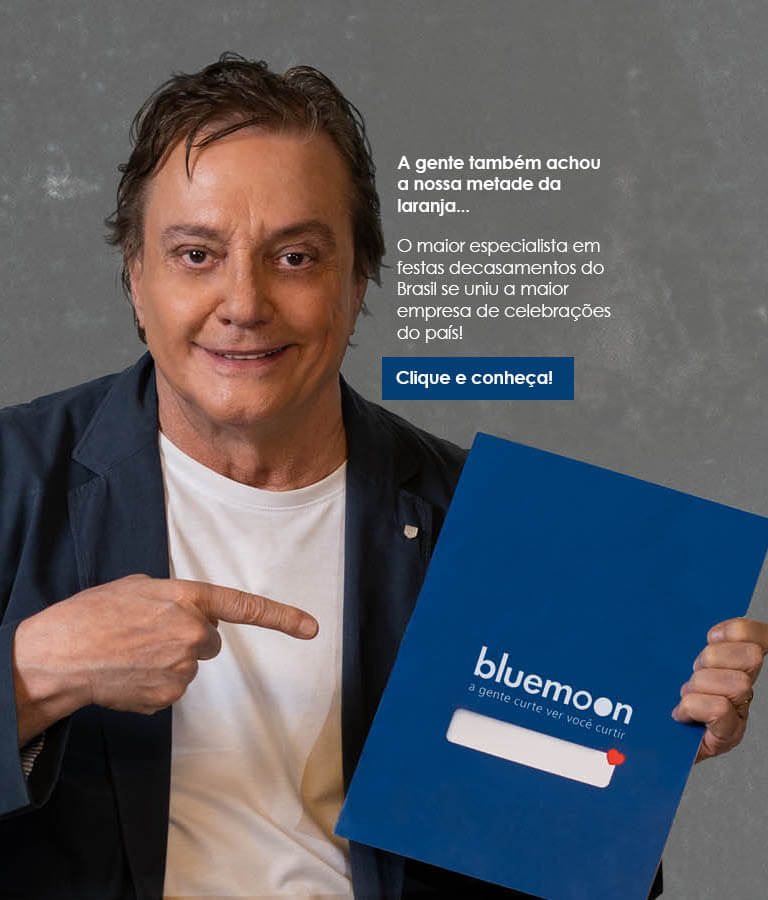 A gente também achou
a nossa metade da
laranja...
O maior especialista em
festas decasamentos do
Brasil se uniu a maior
empresa de celebrações
do país!
Clique e conheça!
bluemoon
a gente curte ver você curtir